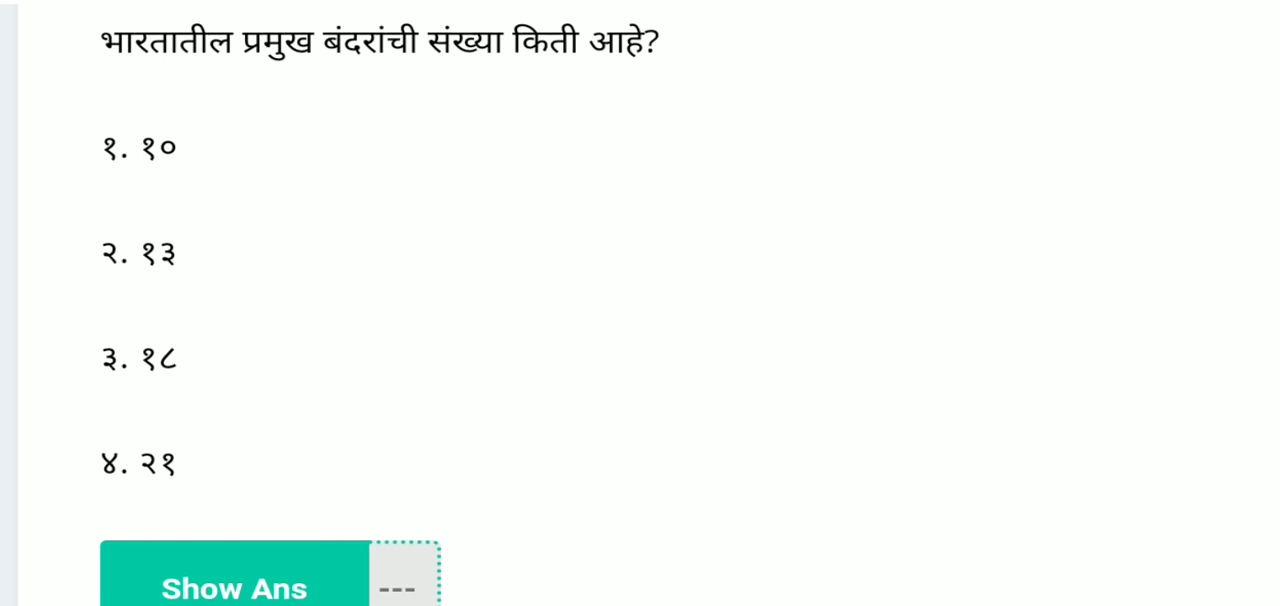 भारतातील प्रमुख बंदरांची संख्या किती आहे?
१. १०
२. १३
३. १८
४. २१
Show Ans ---